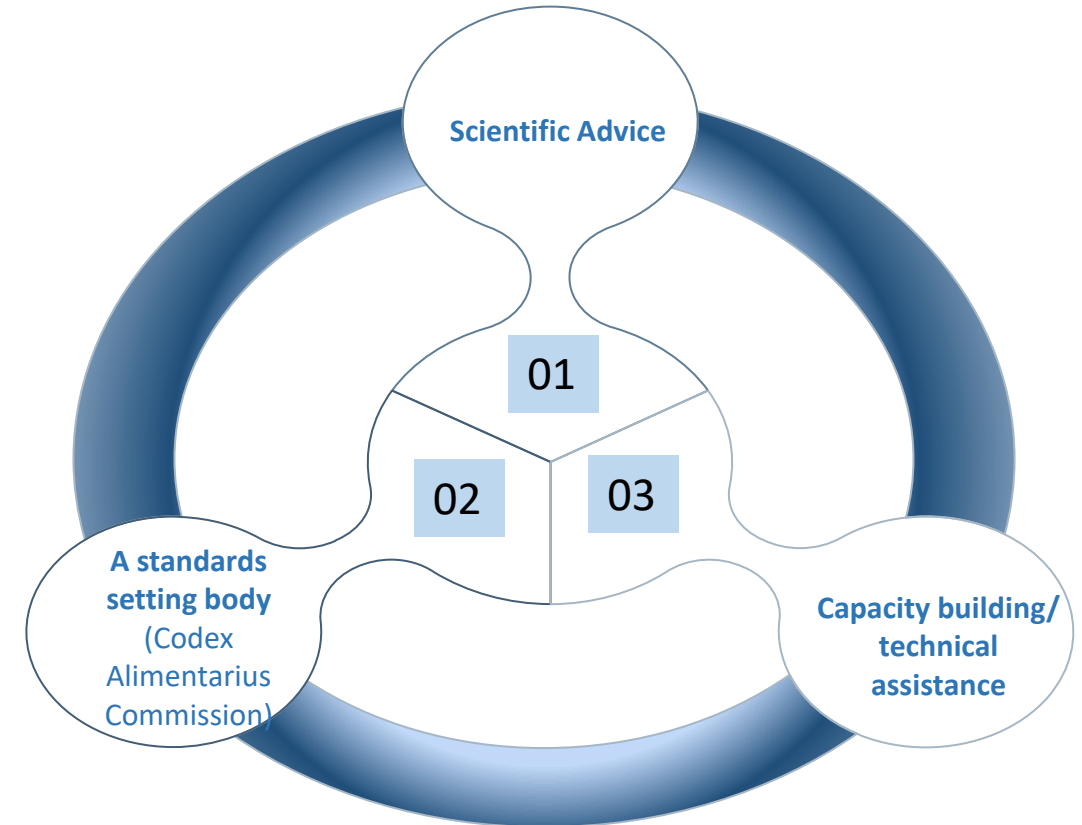 Scientific Advice
01
02
03
A standards
setting body
(Codex
Alimentarius
Commission)
Capacity building/
technical
assistance